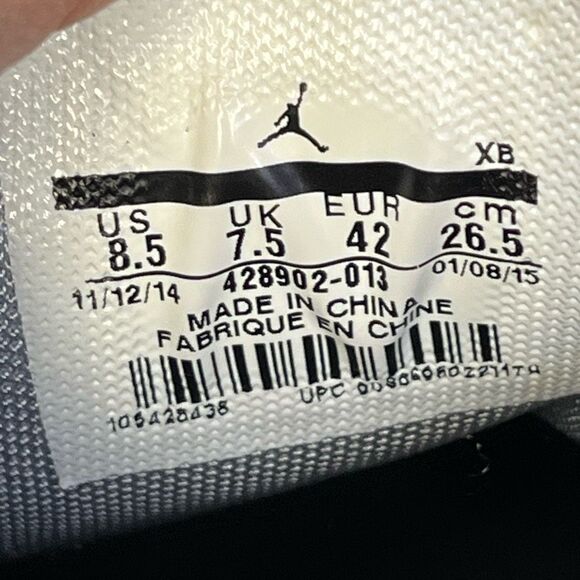 XB
US UK EUR cm
8.5 7.5 42 26.5
11/12/14 428902-013 01/08/15
MADE IN CHINA
FABRIQUE EN CHINE
105428438 UPC